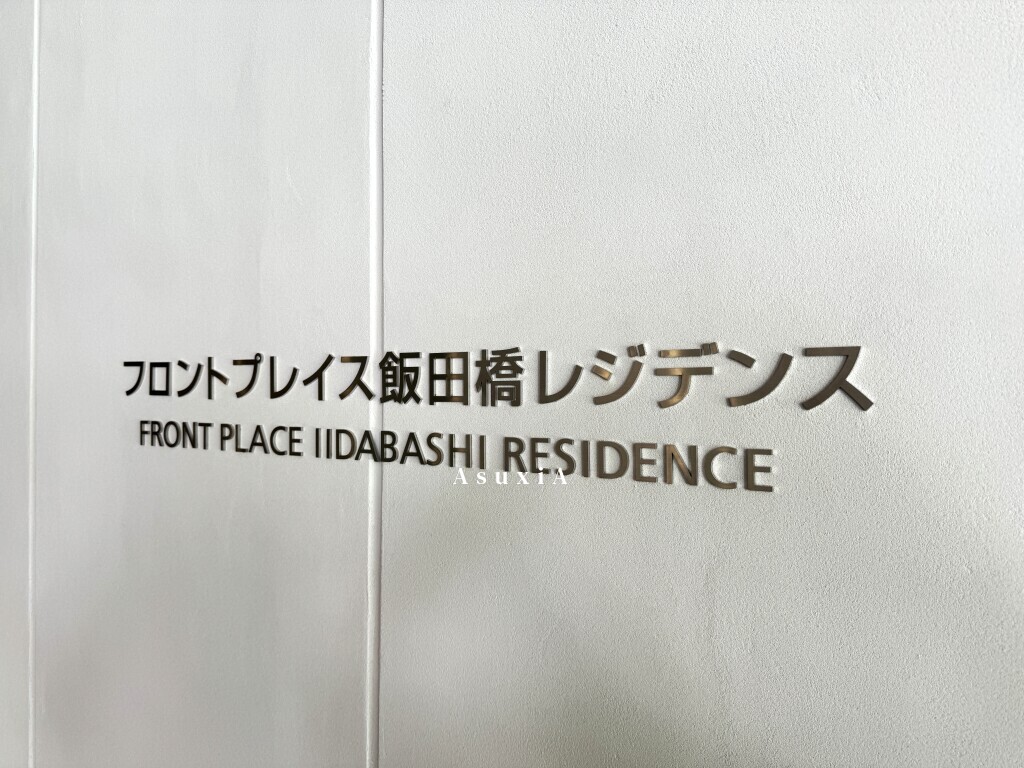 フロントプレイス飯田橋レジデンス
FRONT PLACE IIDABASHI RESIDENCE
AsuxiA